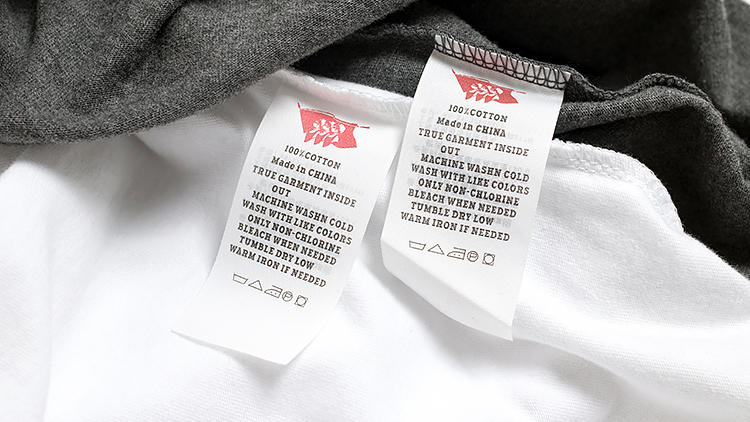 100%COTTON
Made in CHINA
TRUE GARMENT INSIDE
OUT
MACHINE WASHN COLD
WASH WITH LIKE COLORS
ONLY NON-CHLORINE
BLEACH WHEN NEEDED
TUMBLE DRY LOW
WARM IRON IF NEEDED
100%COTTON
Made in CHINA
TRUE GARMENT INSIDE
OUT
MACHINE WASHN COLD
WASH WITH LIKE COLORS
ONLY NON-CHLORINE
BLEACH WHEN NEEDED
TUMBLE DRY LOW
WARM IRON IF NEEDED